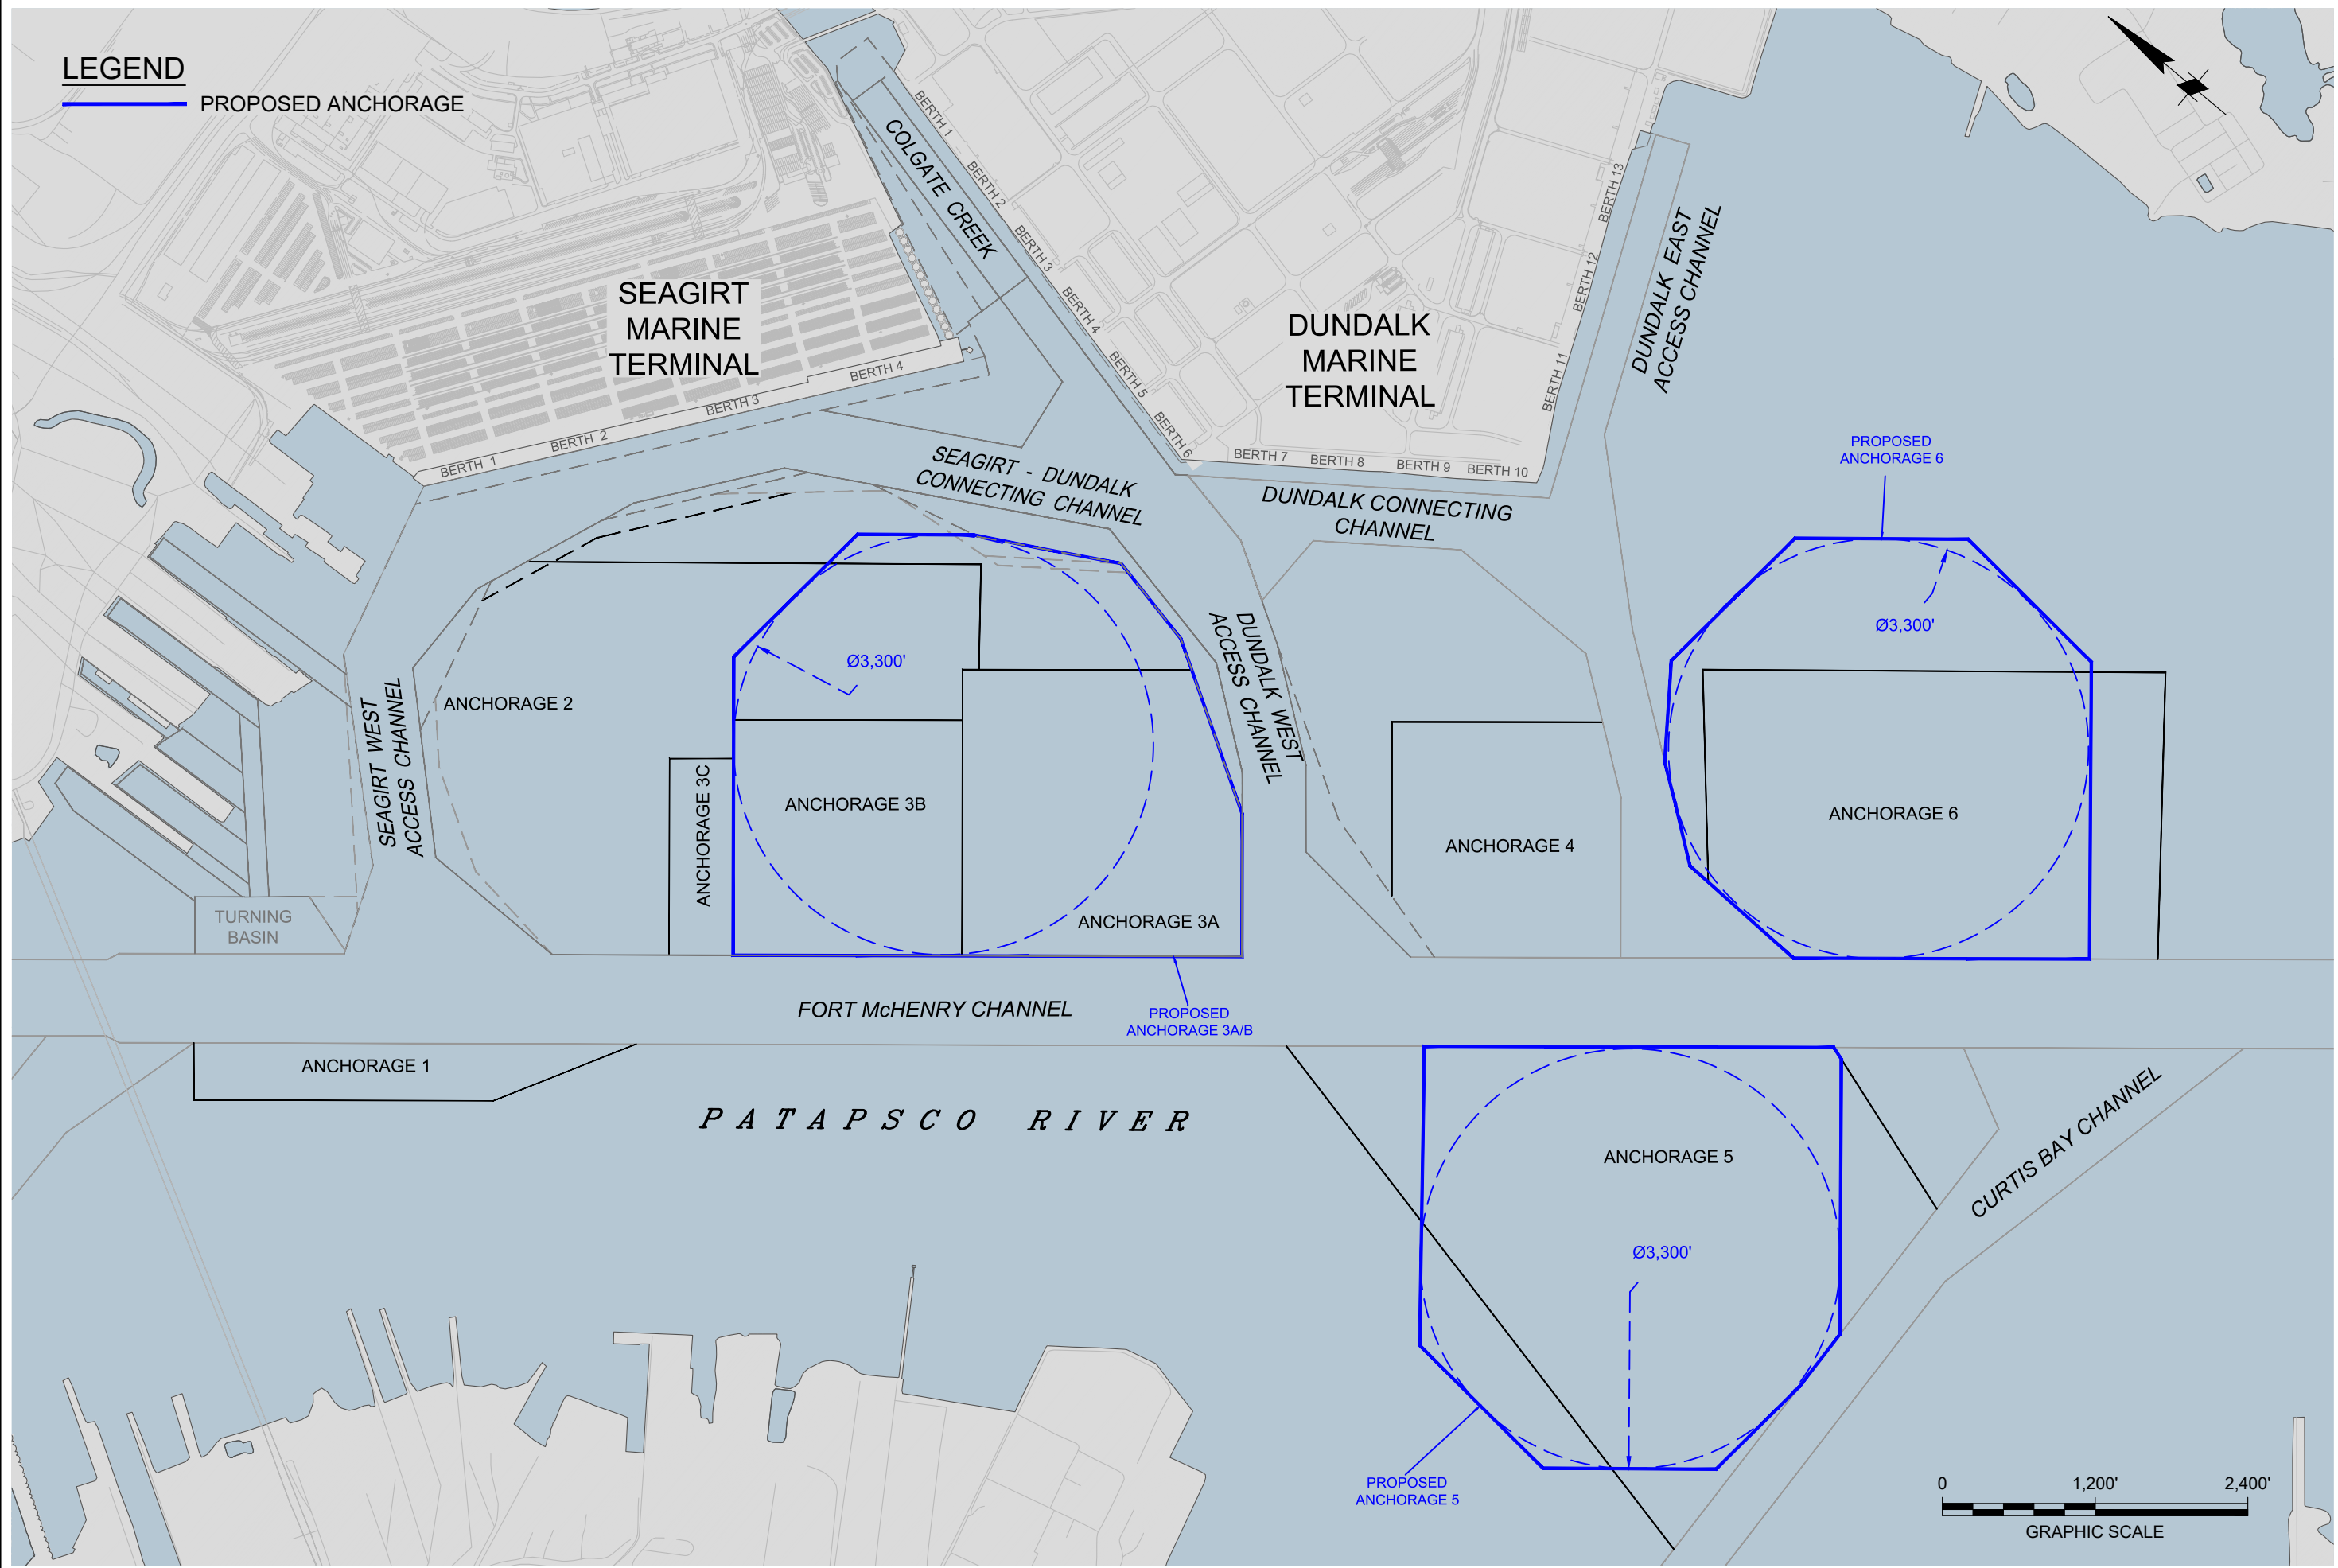 LEGEND
PROPOSED ANCHORAGE
SEAGIRT
MARINE
TERMINAL
BERTH 1
BERTH 2
BERTH 3
BERTH 4
COLGATE CREEK
BERTH 1
BERTH 2
BERTH 3
BERTH 4
BERTH 5
BERTH 6
BERTH 7
BERTH 8
BERTH 9
BERTH 10
BERTH 11
BERTH 12
BERTH 13
DUNDALK
MARINE
TERMINAL
DUNDALK EAST
ACCESS CHANNEL
SEAGIRT - DUNDALK
CONNECTING CHANNEL
DUNDALK CONNECTING
CHANNEL
PROPOSED
ANCHORAGE 6
Ø3,300'
Ø3,300'
DUNDALK WEST
ACCESS CHANNEL
SEAGIRT WEST
ACCESS CHANNEL
ANCHORAGE 2
ANCHORAGE 3C
ANCHORAGE 3B
ANCHORAGE 3A
ANCHORAGE 4
ANCHORAGE 6
TURNING
BASIN
FORT McHENRY CHANNEL
PROPOSED
ANCHORAGE 3A/B
ANCHORAGE 1
PATAPSCO RIVER
ANCHORAGE 5
CURTIS BAY CHANNEL
Ø3,300'
PROPOSED
ANCHORAGE 5
0 1,200' 2,400'
GRAPHIC SCALE